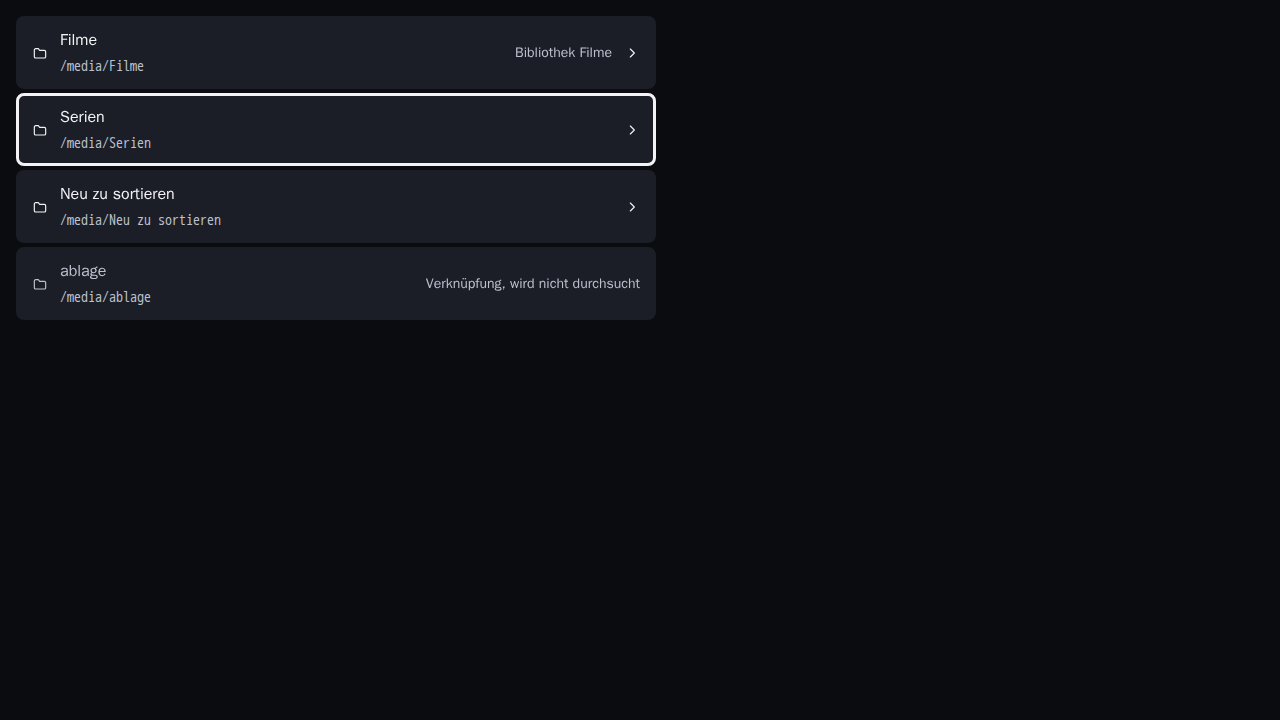 Filme
/media/Filme
Bibliothek Filme
Serien
/media/Serien
Neu zu sortieren
/media/Neu zu sortieren
ablage
/media/ablage
Verknüpfung, wird nicht durchsucht